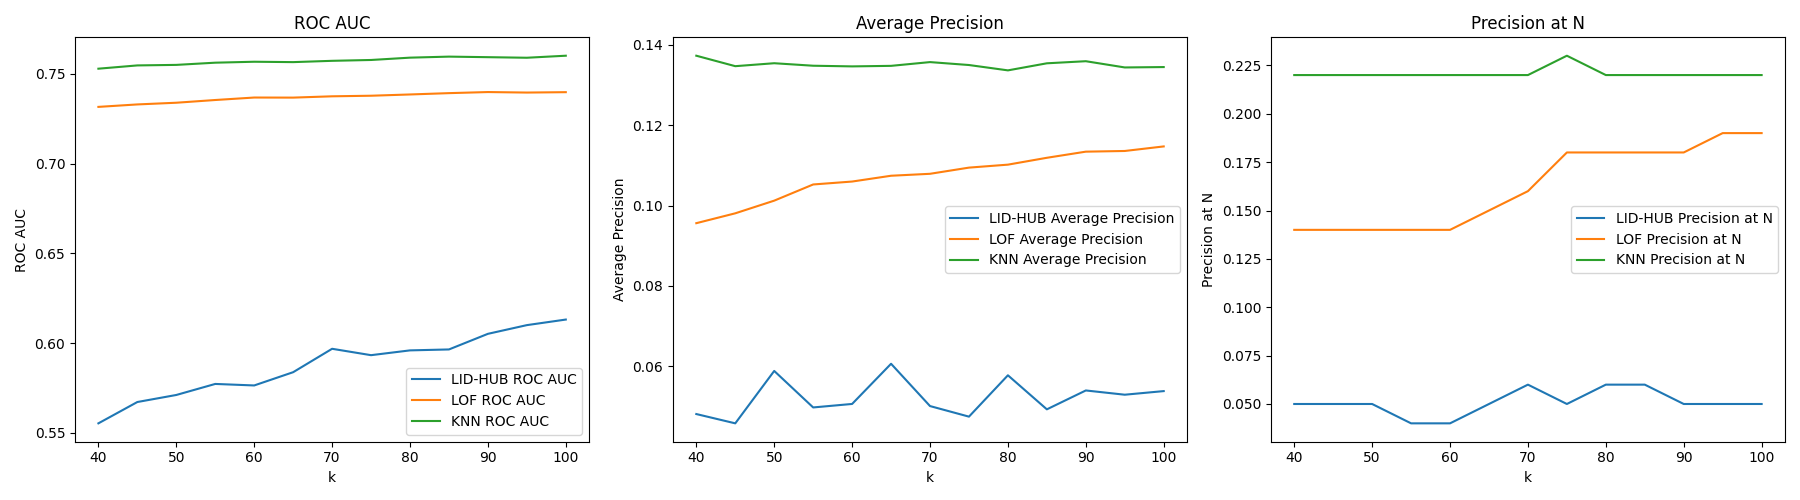 ROC AUC
ROC AUC
0.75
0.70
0.65
0.60
0.55
40 50 60 70 80 90 100
k
LID-HUB ROC AUC
LOF ROC AUC
KNN ROC AUC
Average Precision
Average Precision
0.14
0.12
0.10
0.08
0.06
40 50 60 70 80 90 100
k
LID-HUB Average Precision
LOF Average Precision
KNN Average Precision
Precision at N
Precision at N
0.225
0.200
0.175
0.150
0.125
0.100
0.075
0.050
40 50 60 70 80 90 100
k
LID-HUB Precision at N
LOF Precision at N
KNN Precision at N